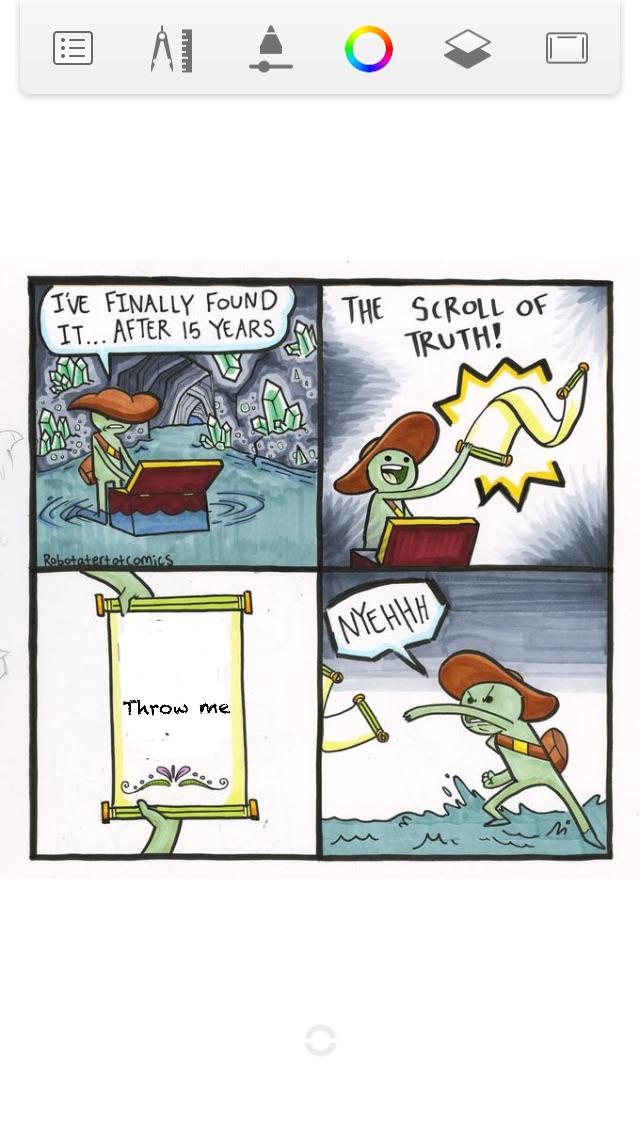 I'VE FINALLY FOUND
IT... AFTER 15 YEARS
THE SCROLL OF
TRUTH!
Robotatertotcomics
Throw me
NYEHHH